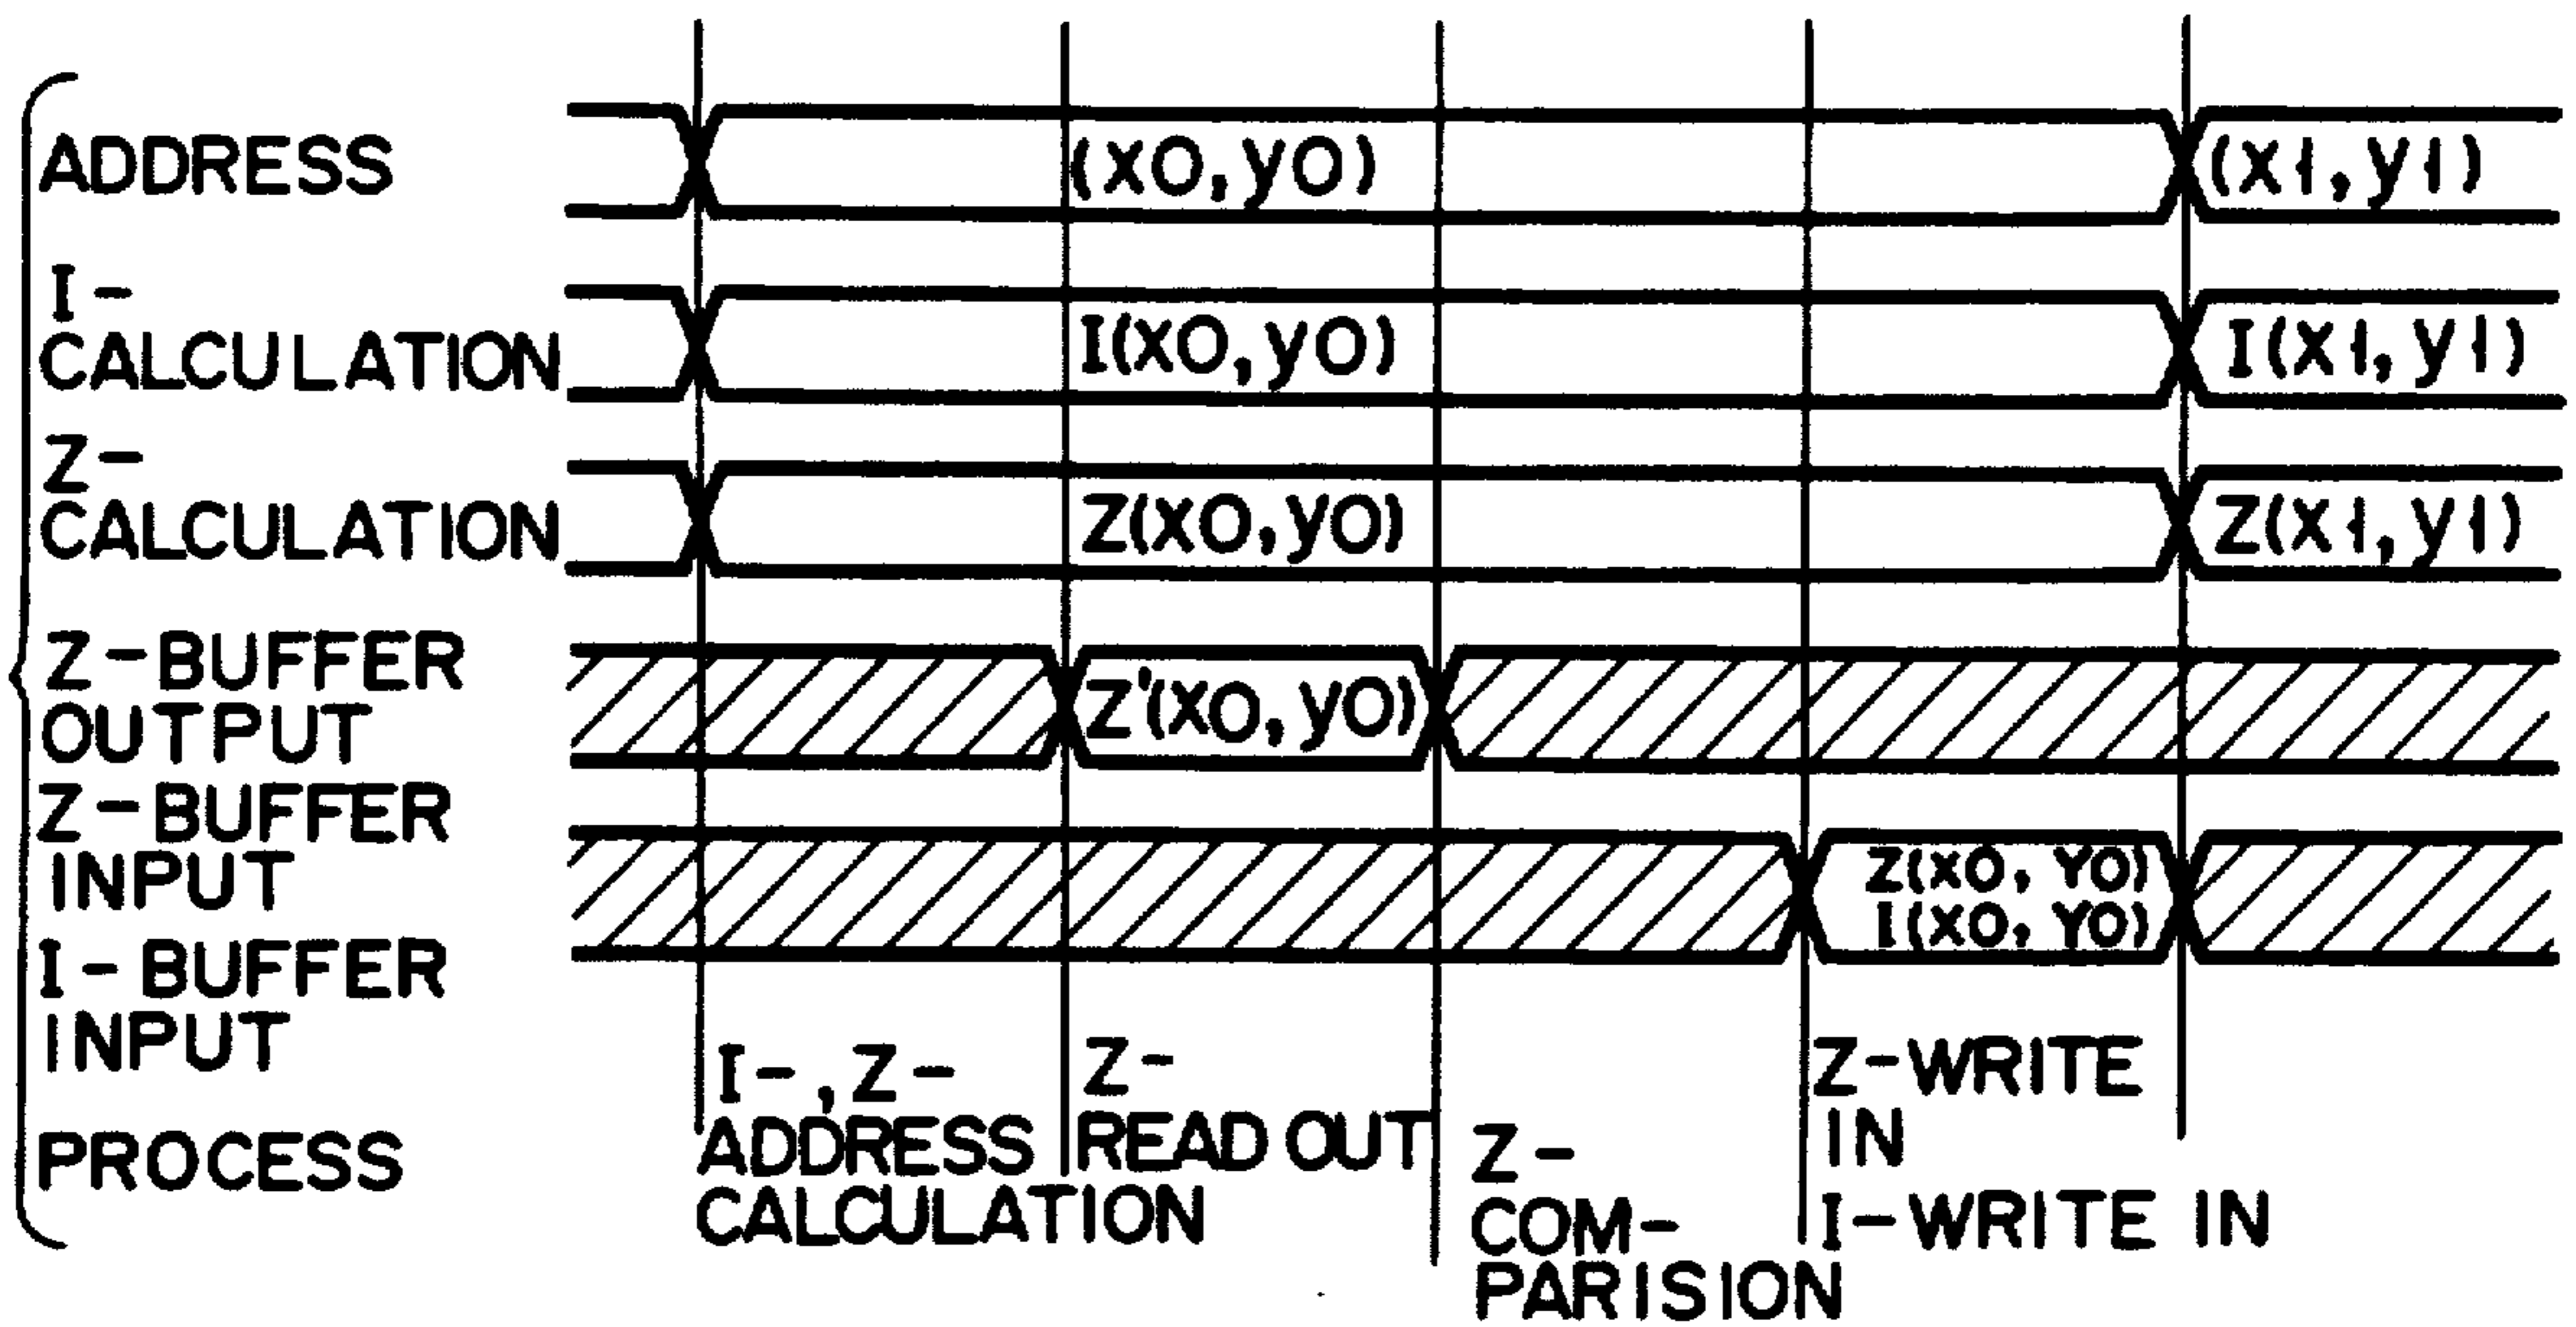 ADDRESS
(X0,y0)
(X1,y1)
I-
CALCULATION
I(X0,y0)
I(X1,y1)
Z-
CALCULATION
Z(X0,y0)
Z(X1,y1)
Z-BUFFER
OUTPUT
Z'(X0,y0)
Z-BUFFER
INPUT
I-BUFFER
INPUT
Z(X0, Y0)
I(X0, Y0)
PROCESS
I-,Z-
ADDRESS
CALCULATION
Z-
READ OUT
Z-
COM-
PARISION
Z-WRITE
IN
I-WRITE IN